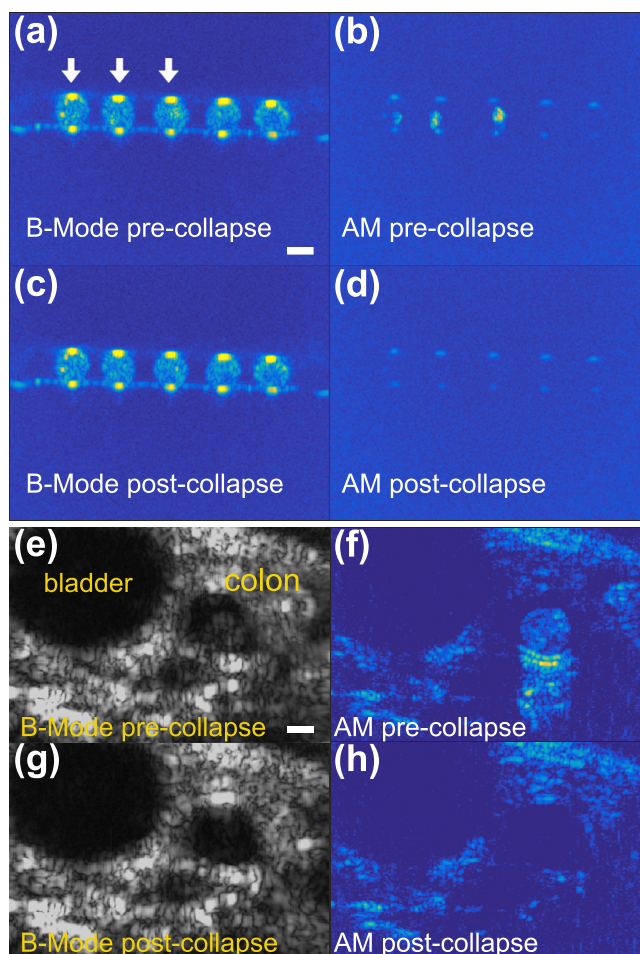 (a)
(b)
B-Mode pre-collapse
AM pre-collapse
(c)
(d)
B-Mode post-collapse
AM post-collapse
(e)
(f)
bladder
colon
B-Mode pre-collapse
AM pre-collapse
(g)
(h)
B-Mode post-collapse
AM post-collapse